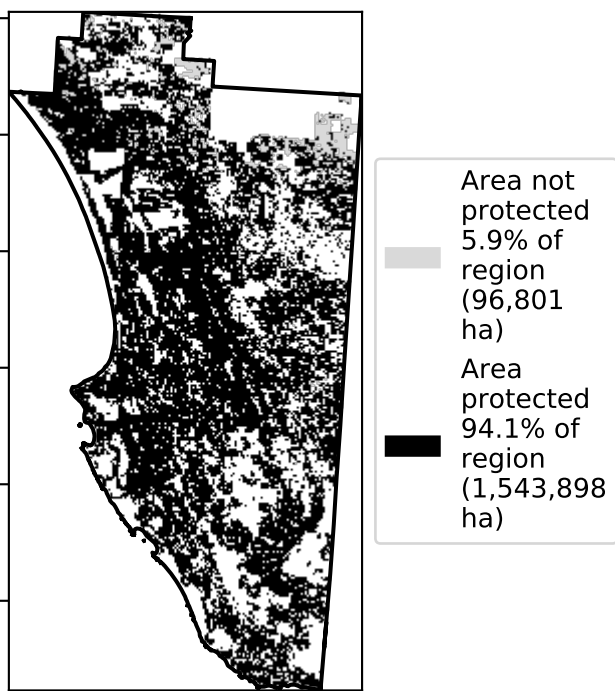 Area not
protected
5.9% of
region
(96,801
ha)
Area
protected
94.1% of
region
(1,543,898
ha)